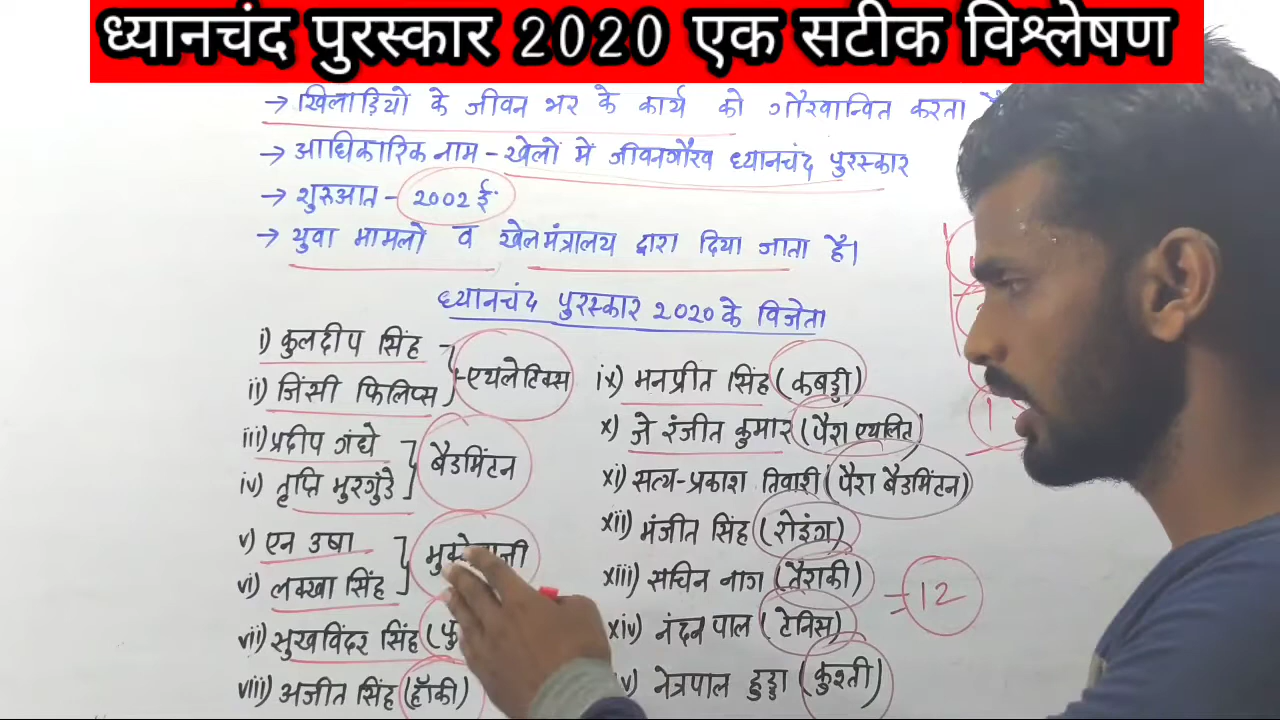 ध्यानचंद पुरस्कार 2020 एक सटीक विश्लेषण
→ खिलाड़ियो के जीवन भर के कार्य को गौरवान्वित करता है
→ आधिकारिक नाम - खेलो में जीवनगौरव ध्यानचंद पुरस्कार
→ शुरुआत - २००२ ई॰
→ युवा मामलो व खेलमंत्रालय द्वारा दिया जाता है।
ध्यानचंद पुरस्कार २०२० के विजेता
i) कुलदीप सिंह
ii) जिंसी फिलिप्स
- एथलेटिक्स
iii) प्रदीप गंधे
iv) तृप्ति मुरगुंडे
बैडमिंटन
v) एन उषा
vi) लक्खा सिंह
vii) सुखविंदर सिंह
viii) अजीत सिंह (हॉकी)
ix) मनप्रीत सिंह (कबड्डी)
x) जे रंजीत कुमार (पैरा एथलित)
xi) सत्य-प्रकाश तिवारी (पैरा बैडमिंटन)
xii) मंजीत सिंह (रोइंग)
xiii) सचिन नाग (तैराकी)
xiv) नंदन पाल (टेनिस)
नेत्रपाल हुड्डा (कुश्ती)
= 12